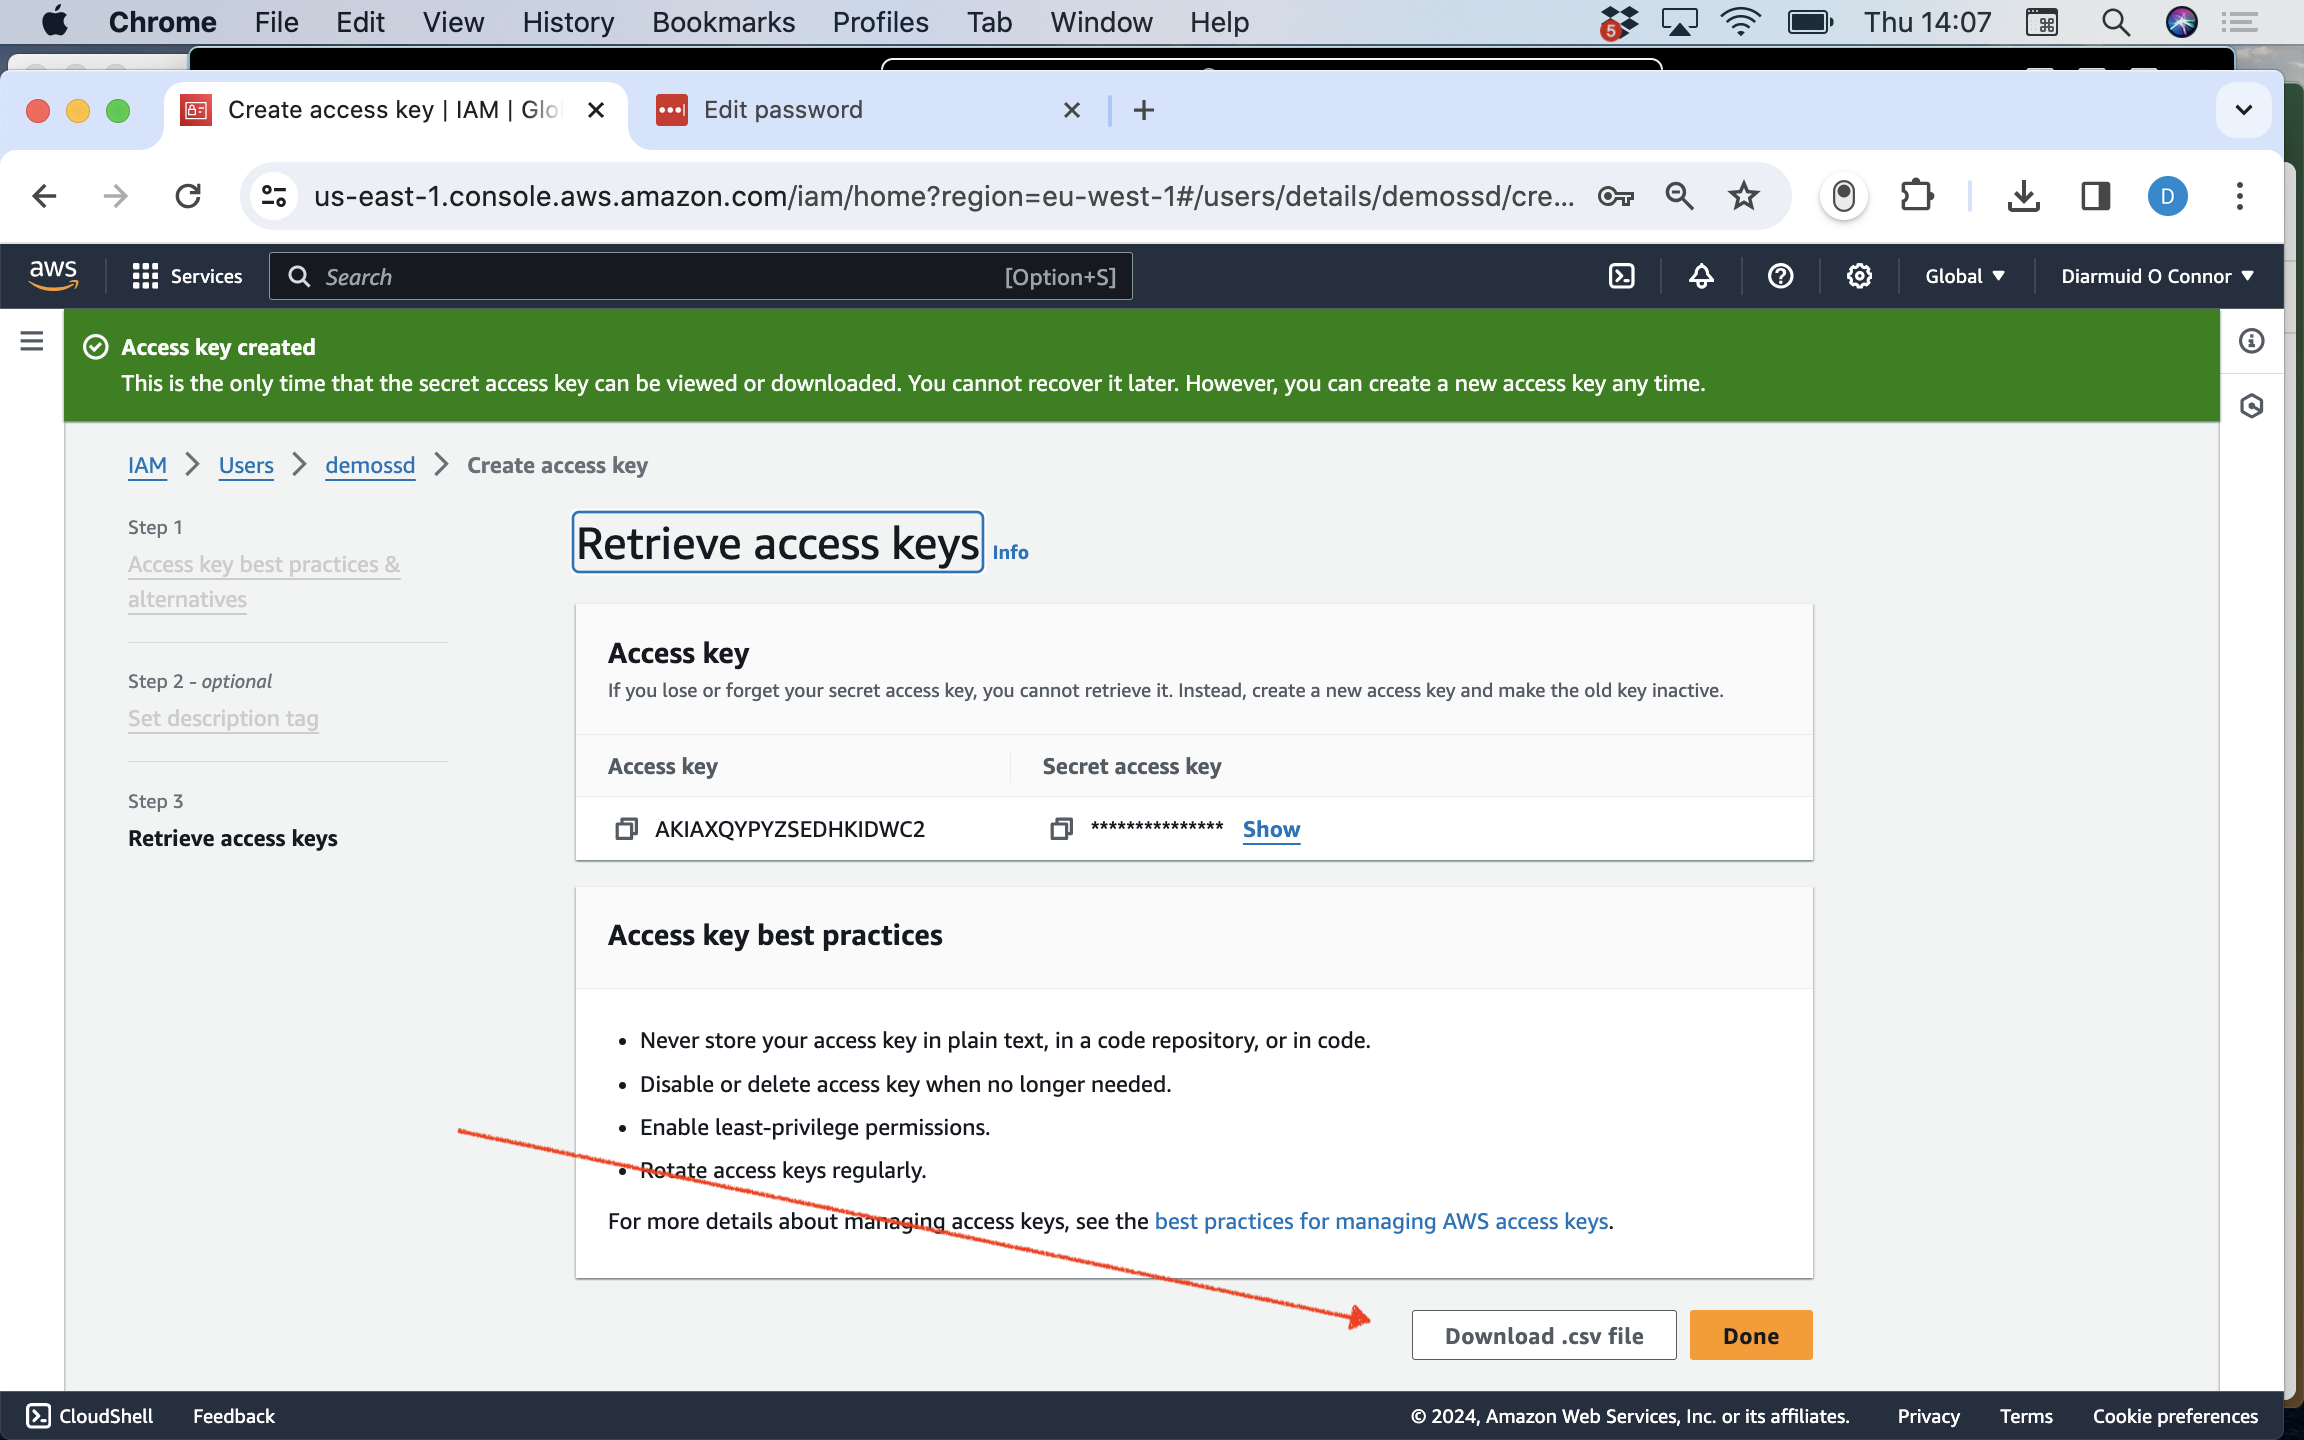 Chrome File Edit View History Bookmarks Profiles Tab Window Help 5 Thu 14:07
Create access key | IAM | Glo Edit password
us-east-1.console.aws.amazon.com/iam/home?region=eu-west-1#/users/details/demossd/cre... D
aws Services Search [Option+S] Global Diarmuid O Connor
Access key created
This is the only time that the secret access key can be viewed or downloaded. You cannot recover it later. However, you can create a new access key any time.
IAM Users demossd Create access key
Step 1
Access key best practices &
alternatives
Step 2 - optional
Set description tag
Step 3
Retrieve access keys
Retrieve access keys Info
Access key
If you lose or forget your secret access key, you cannot retrieve it. Instead, create a new access key and make the old key inactive.
Access key Secret access key
AKIAXQYPYZSEDHKIDWC2 *************** Show
Access key best practices
• Never store your access key in plain text, in a code repository, or in code.
• Disable or delete access key when no longer needed.
• Enable least-privilege permissions.
• Rotate access keys regularly.
For more details about managing access keys, see the best practices for managing AWS access keys.
Download .csv file Done
CloudShell Feedback © 2024, Amazon Web Services, Inc. or its affiliates. Privacy Terms Cookie preferences